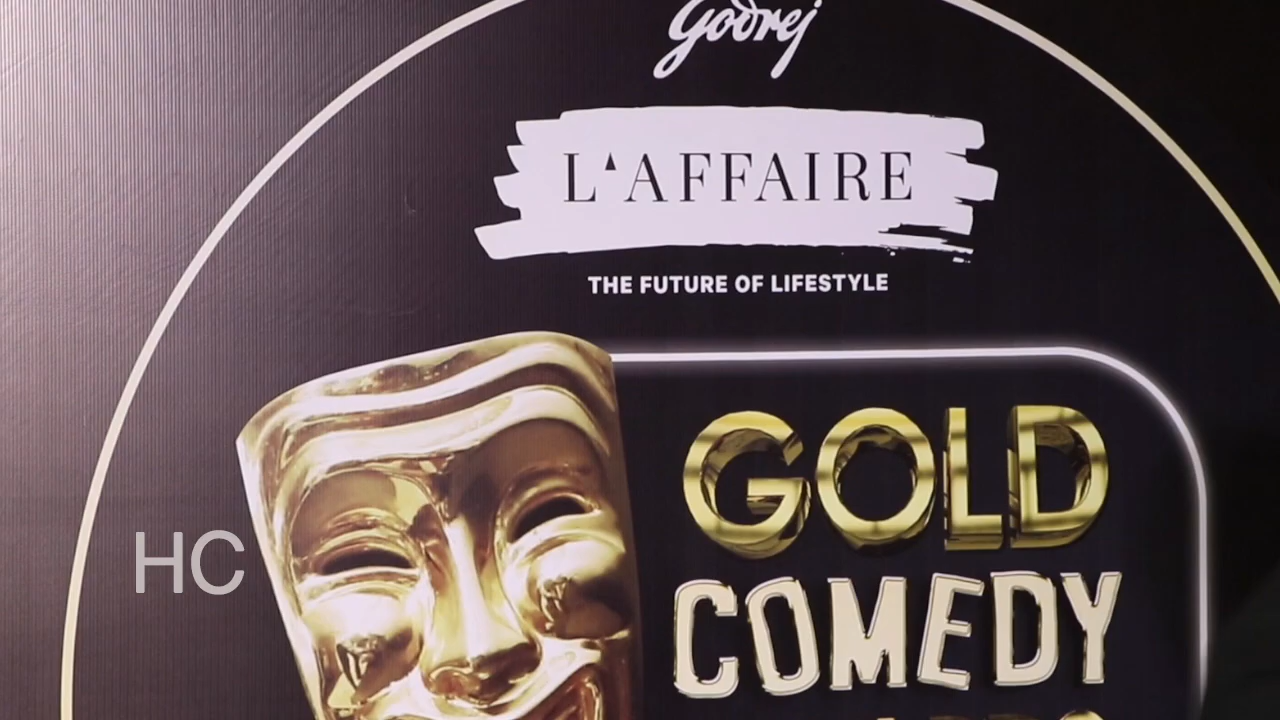 Godrej
L'AFFAIRE
THE FUTURE OF LIFESTYLE
GOLD
HC
COMEDY